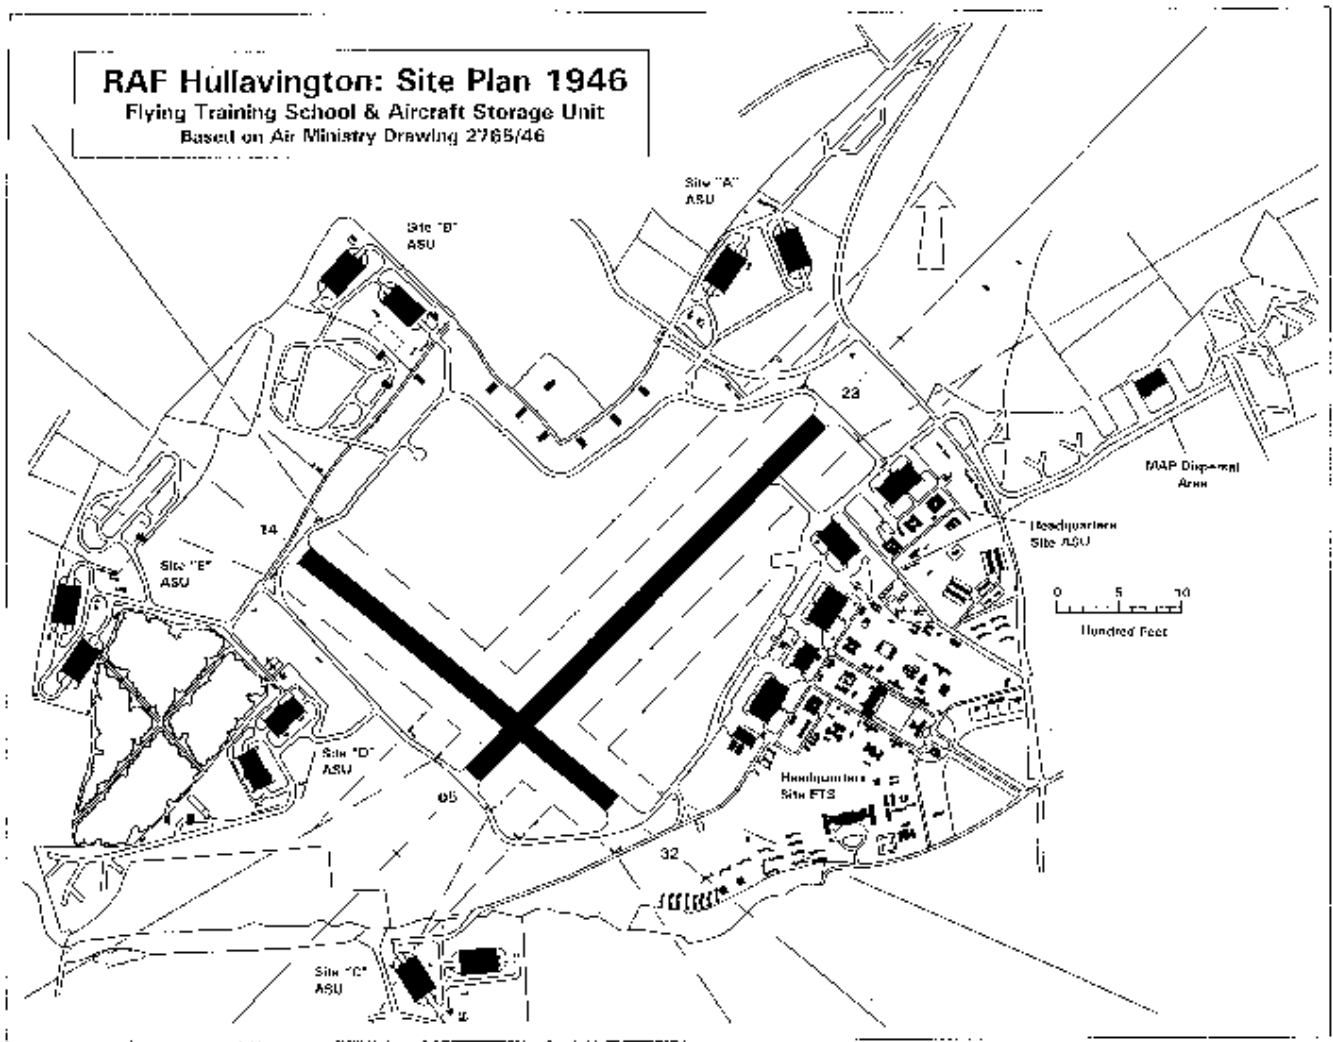 RAF Hullavington: Site Plan 1946
Flying Training School & Aircraft Storage Unit
Based on Air Ministry Drawing 2765/46
Site "A"
ASU
Site "B"
ASU
23
MAP Dispersal
Area
14
Headquarters
Site ASU
Site "E"
ASU
0 5 10
Hundred Feet
Site "D"
ASU
05
Headquarters
Site FTS
32
Site "C"
ASU